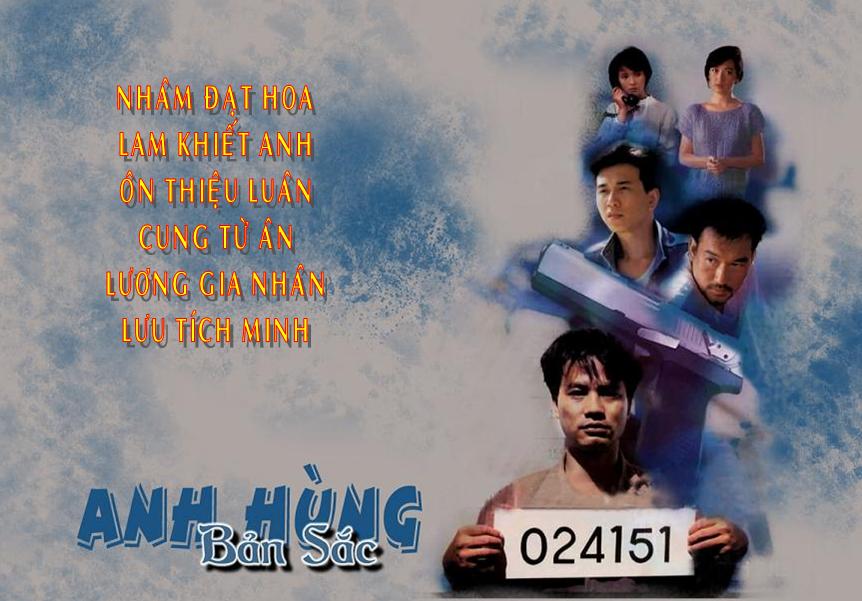 NHÂM ĐẠT HOA
LAM KHIẾT ANH
ÔN THIỆU LUÂN
CUNG TỪ ÂN
LƯƠNG GIA NHÂN
LƯU TÍCH MINH
ANH HÙNG
Bản Sắc
024151